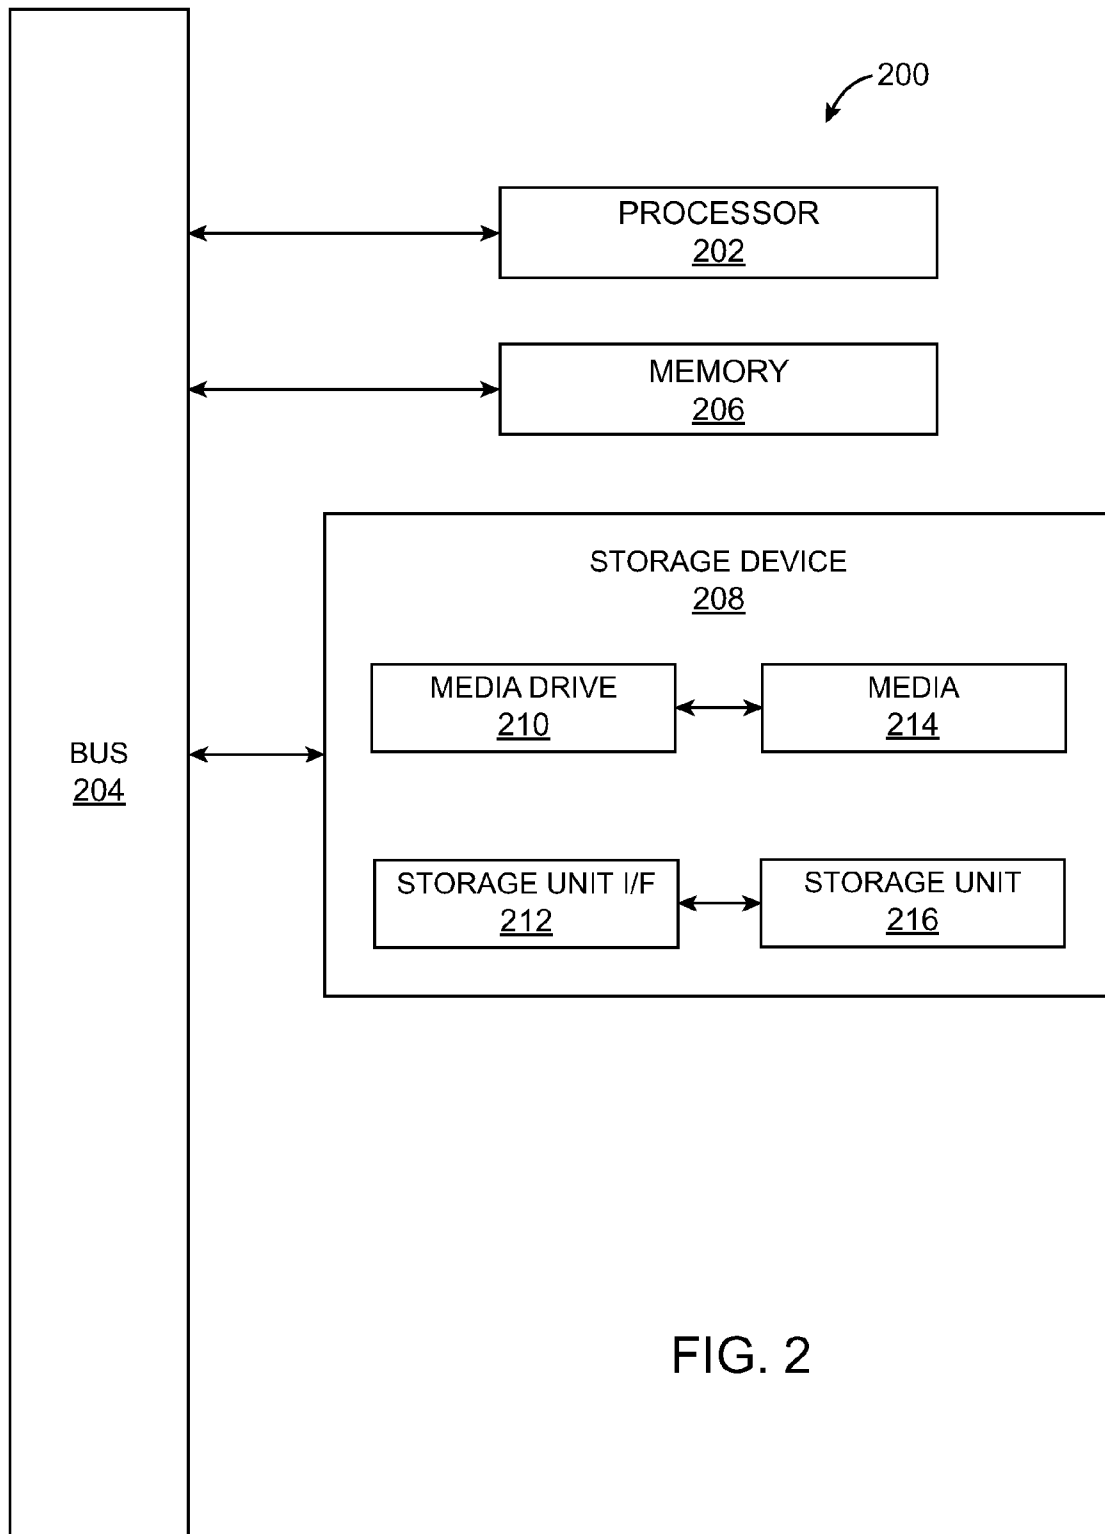 200
PROCESSOR
202
MEMORY
206
STORAGE DEVICE
208
MEDIA DRIVE
210
MEDIA
214
BUS
204
STORAGE UNIT I/F
212
STORAGE UNIT
216
FIG. 2